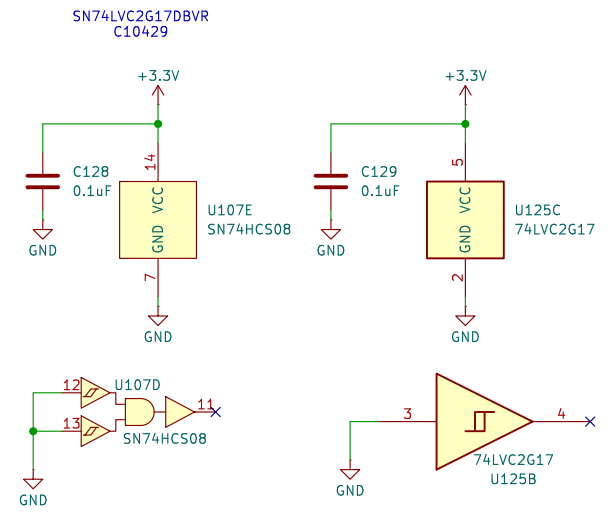 SN74LVC2G17DBVR
C10429
+3.3V
+3.3V
14
5
C128
0.1uF
C129
0.1uF
VCC
GND
U107E
SN74HCS08
VCC
GND
U125C
74LVC2G17
GND
GND
7
2
GND
GND
12
U107D
11
13
SN74HCS08
3
4
74LVC2G17
U125B
GND
GND